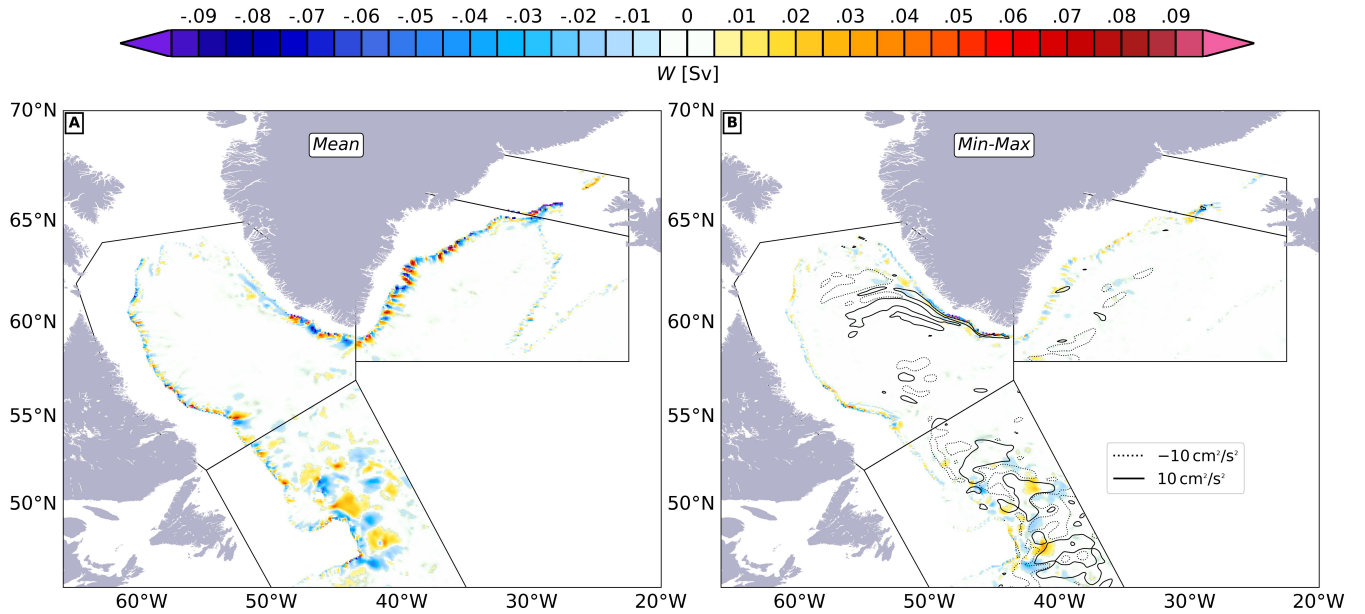 -.09 -.08 -.07 -.06 -.05 -.04 -.03 -.02 -.01 0 .01 .02 .03 .04 .05 .06 .07 .08 .09
W [Sv]
70°N A Mean 70°N B Min-Max
65°N 65°N
60°N 60°N
55°N 55°N
−10 cm²/s²
10 cm²/s²
50°N 50°N
60°W 50°W 40°W 30°W 20°W 60°W 50°W 40°W 30°W 20°W